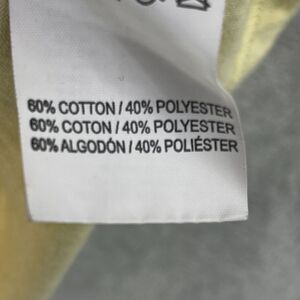 60% COTTON / 40% POLYESTER
60% COTON / 40% POLYESTER
60% ALGODÓN / 40% POLIÉSTER